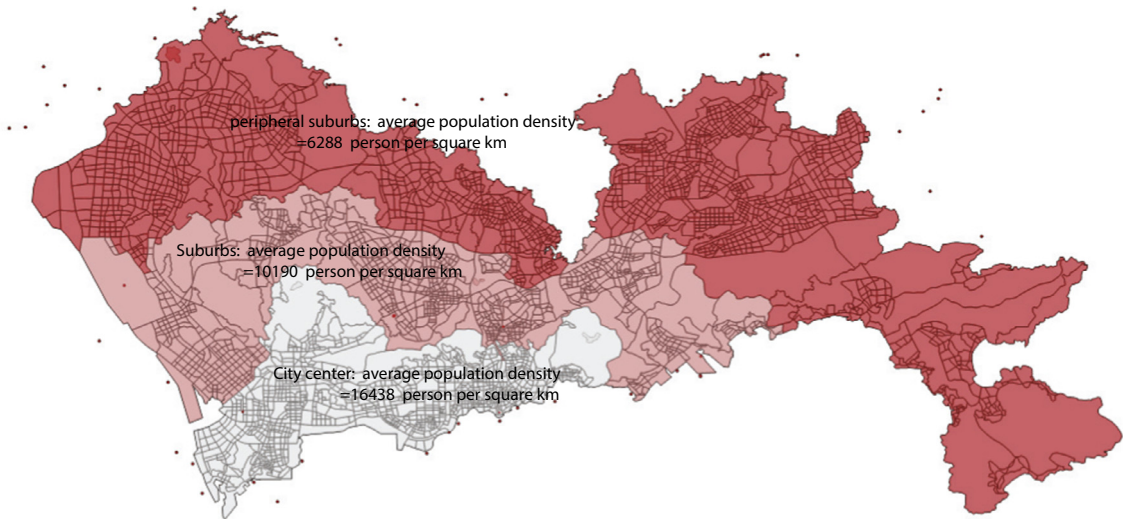 peripheral suburbs: average population density
=6288 person per square km
Suburbs: average population density
=10190 person per square km
City center: average population density
=16438 person per square km